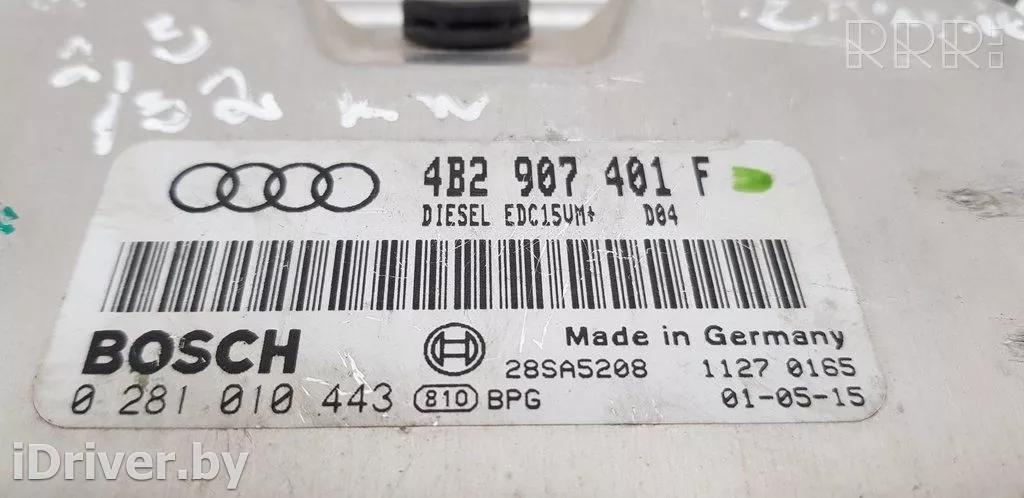 RRR
132
4B2 907 401 F
DIESEL EDC15VM+ D04
BOSCH
Made in Germany
28SA5208 1127 0165
0 281 010 443 810 BPG 01-05-15
iDriver.by